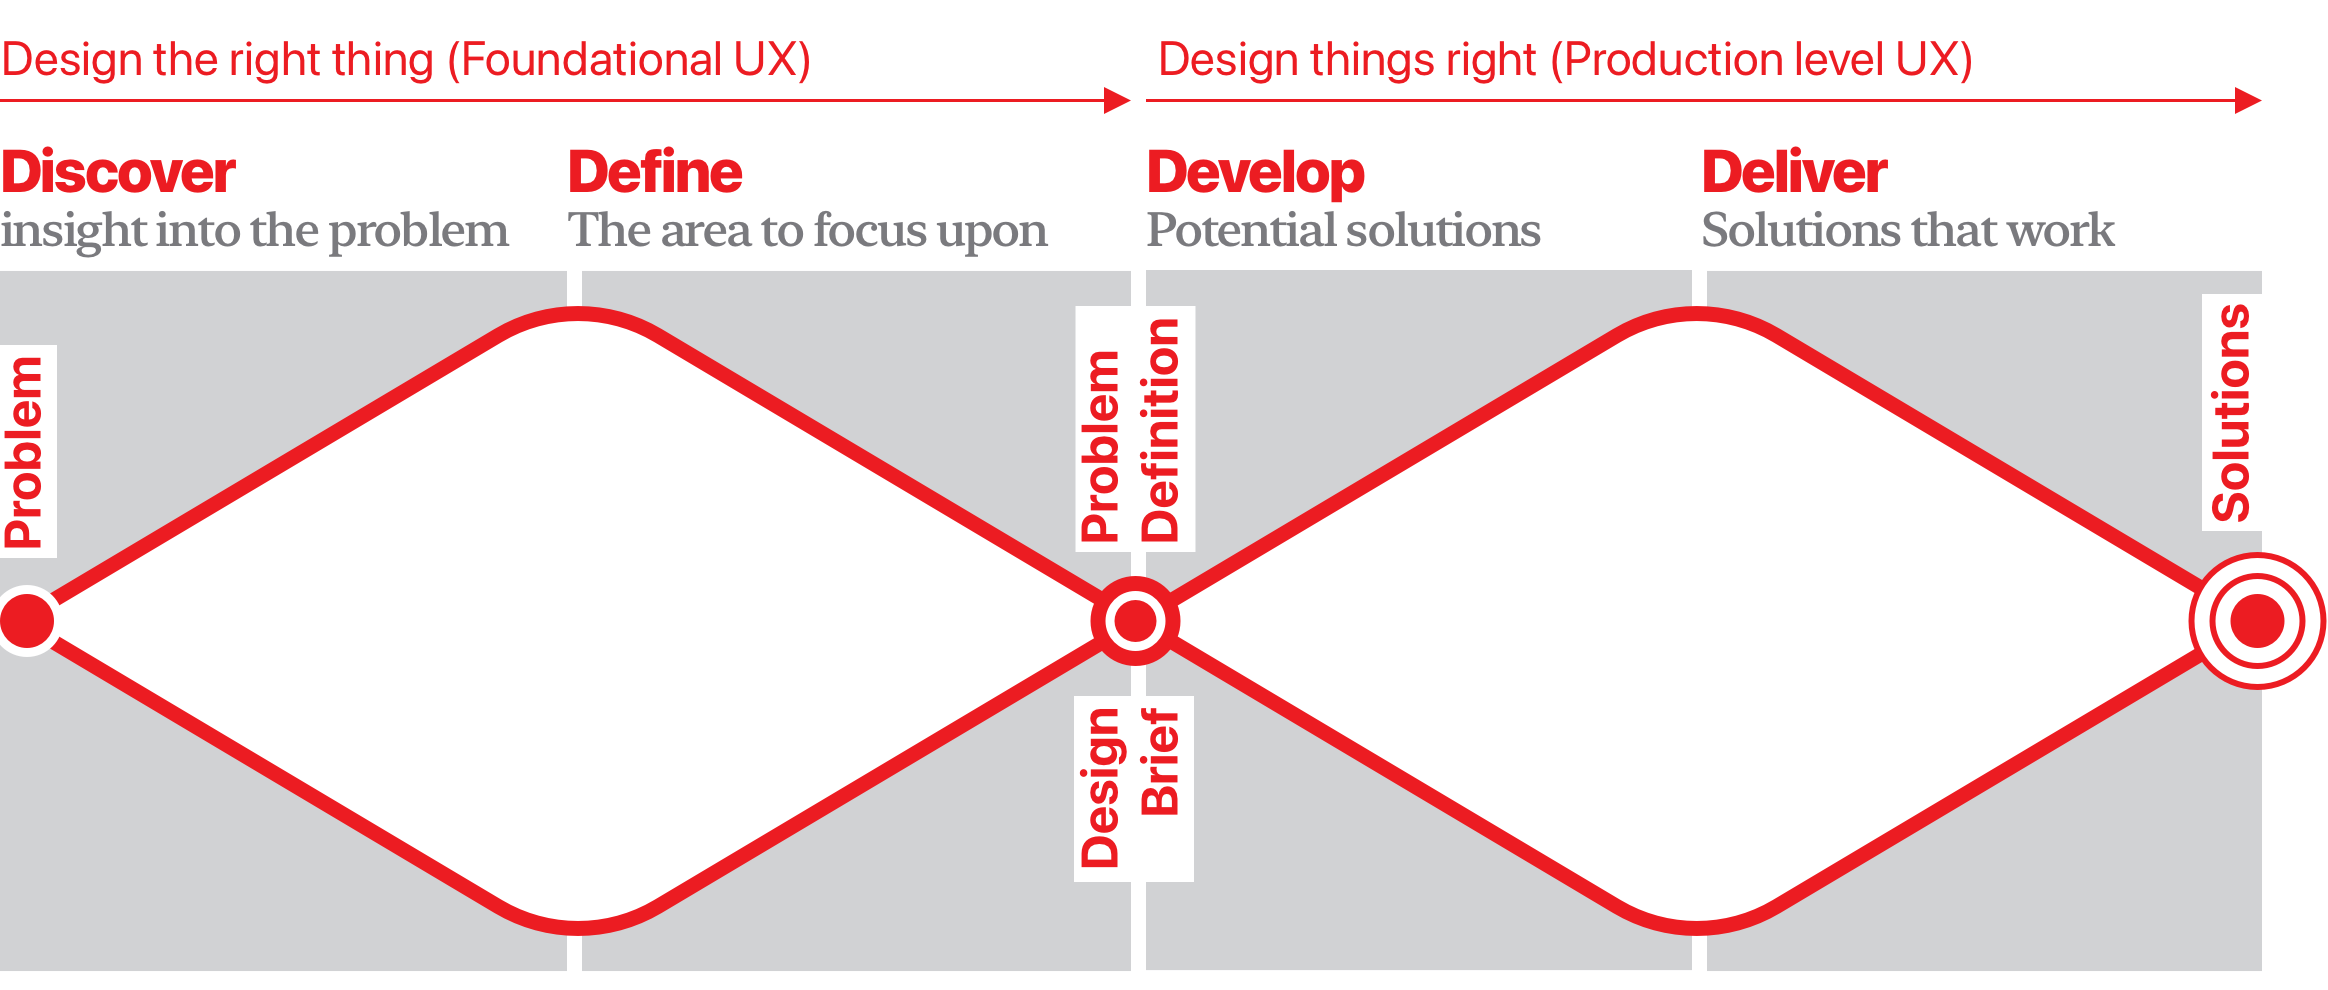 Design the right thing (Foundational UX)
Design things right (Production level UX)
Discover
insight into the problem
Define
The area to focus upon
Develop
Potential solutions
Deliver
Solutions that work
Problem
Problem
Definition
Design
Brief
Solutions